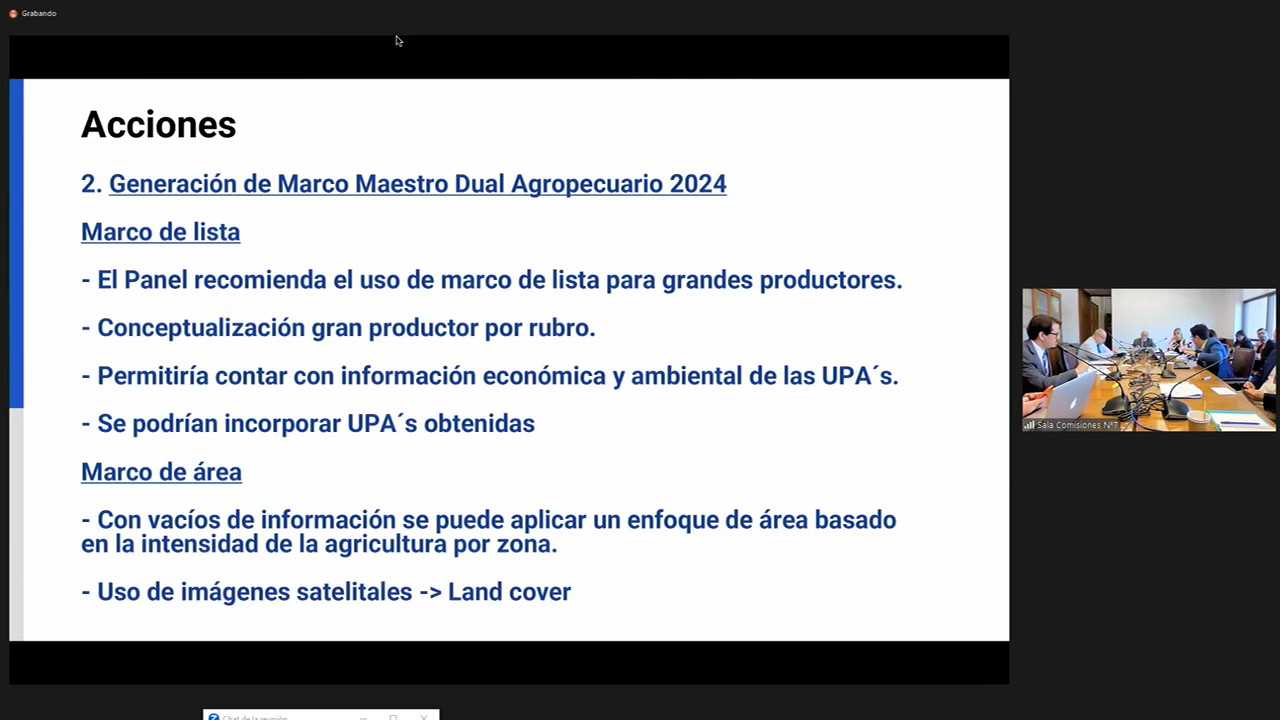 Grabando
Acciones
2. Generación de Marco Maestro Dual Agropecuario 2024
Marco de lista
- El Panel recomienda el uso de marco de lista para grandes productores.
- Conceptualización gran productor por rubro.
- Permitiría contar con información económica y ambiental de las UPA´s.
- Se podrían incorporar UPA´s obtenidas
Marco de área
- Con vacíos de información se puede aplicar un enfoque de área basado
en la intensidad de la agricultura por zona.
- Uso de imágenes satelitales -> Land cover
Sala Comisiones N°7
Chat de la reunión